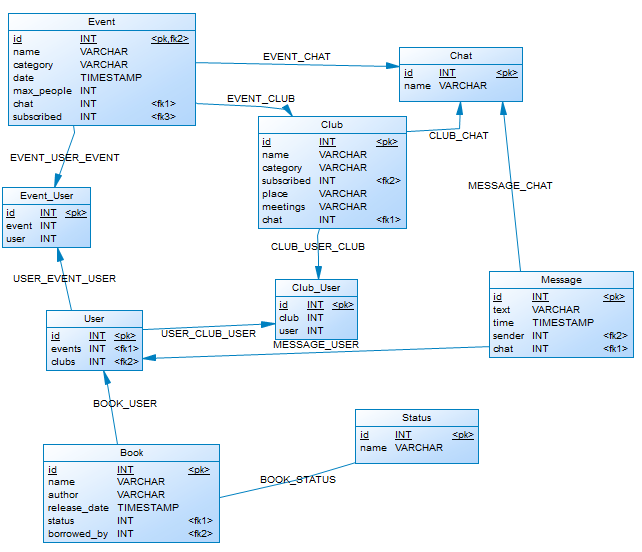 Event
id INT <pk,fk2>
name VARCHAR
category VARCHAR
date TIMESTAMP
max_people INT
chat INT <fk1>
subscribed INT <fk3>
EVENT_CHAT
Chat
id INT <pk>
name VARCHAR
EVENT_CLUB
Club
id INT <pk>
name VARCHAR
category VARCHAR
subscribed INT <fk2>
place VARCHAR
meetings VARCHAR
chat INT <fk1>
CLUB_CHAT
EVENT_USER_EVENT
MESSAGE_CHAT
Event_User
id INT <pk>
event INT
user INT
CLUB_USER_CLUB
USER_EVENT_USER
Club_User
id INT <pk>
club INT
user INT
Message
id INT <pk>
text VARCHAR
time TIMESTAMP
sender INT <fk2>
chat INT <fk1>
User
id INT <pk>
events INT <fk1>
clubs INT <fk2>
USER_CLUB_USER
MESSAGE_USER
BOOK_USER
Status
id INT <pk>
name VARCHAR
Book
id INT <pk>
name VARCHAR
author VARCHAR
release_date TIMESTAMP
status INT <fk1>
borrowed_by INT <fk2>
BOOK_STATUS